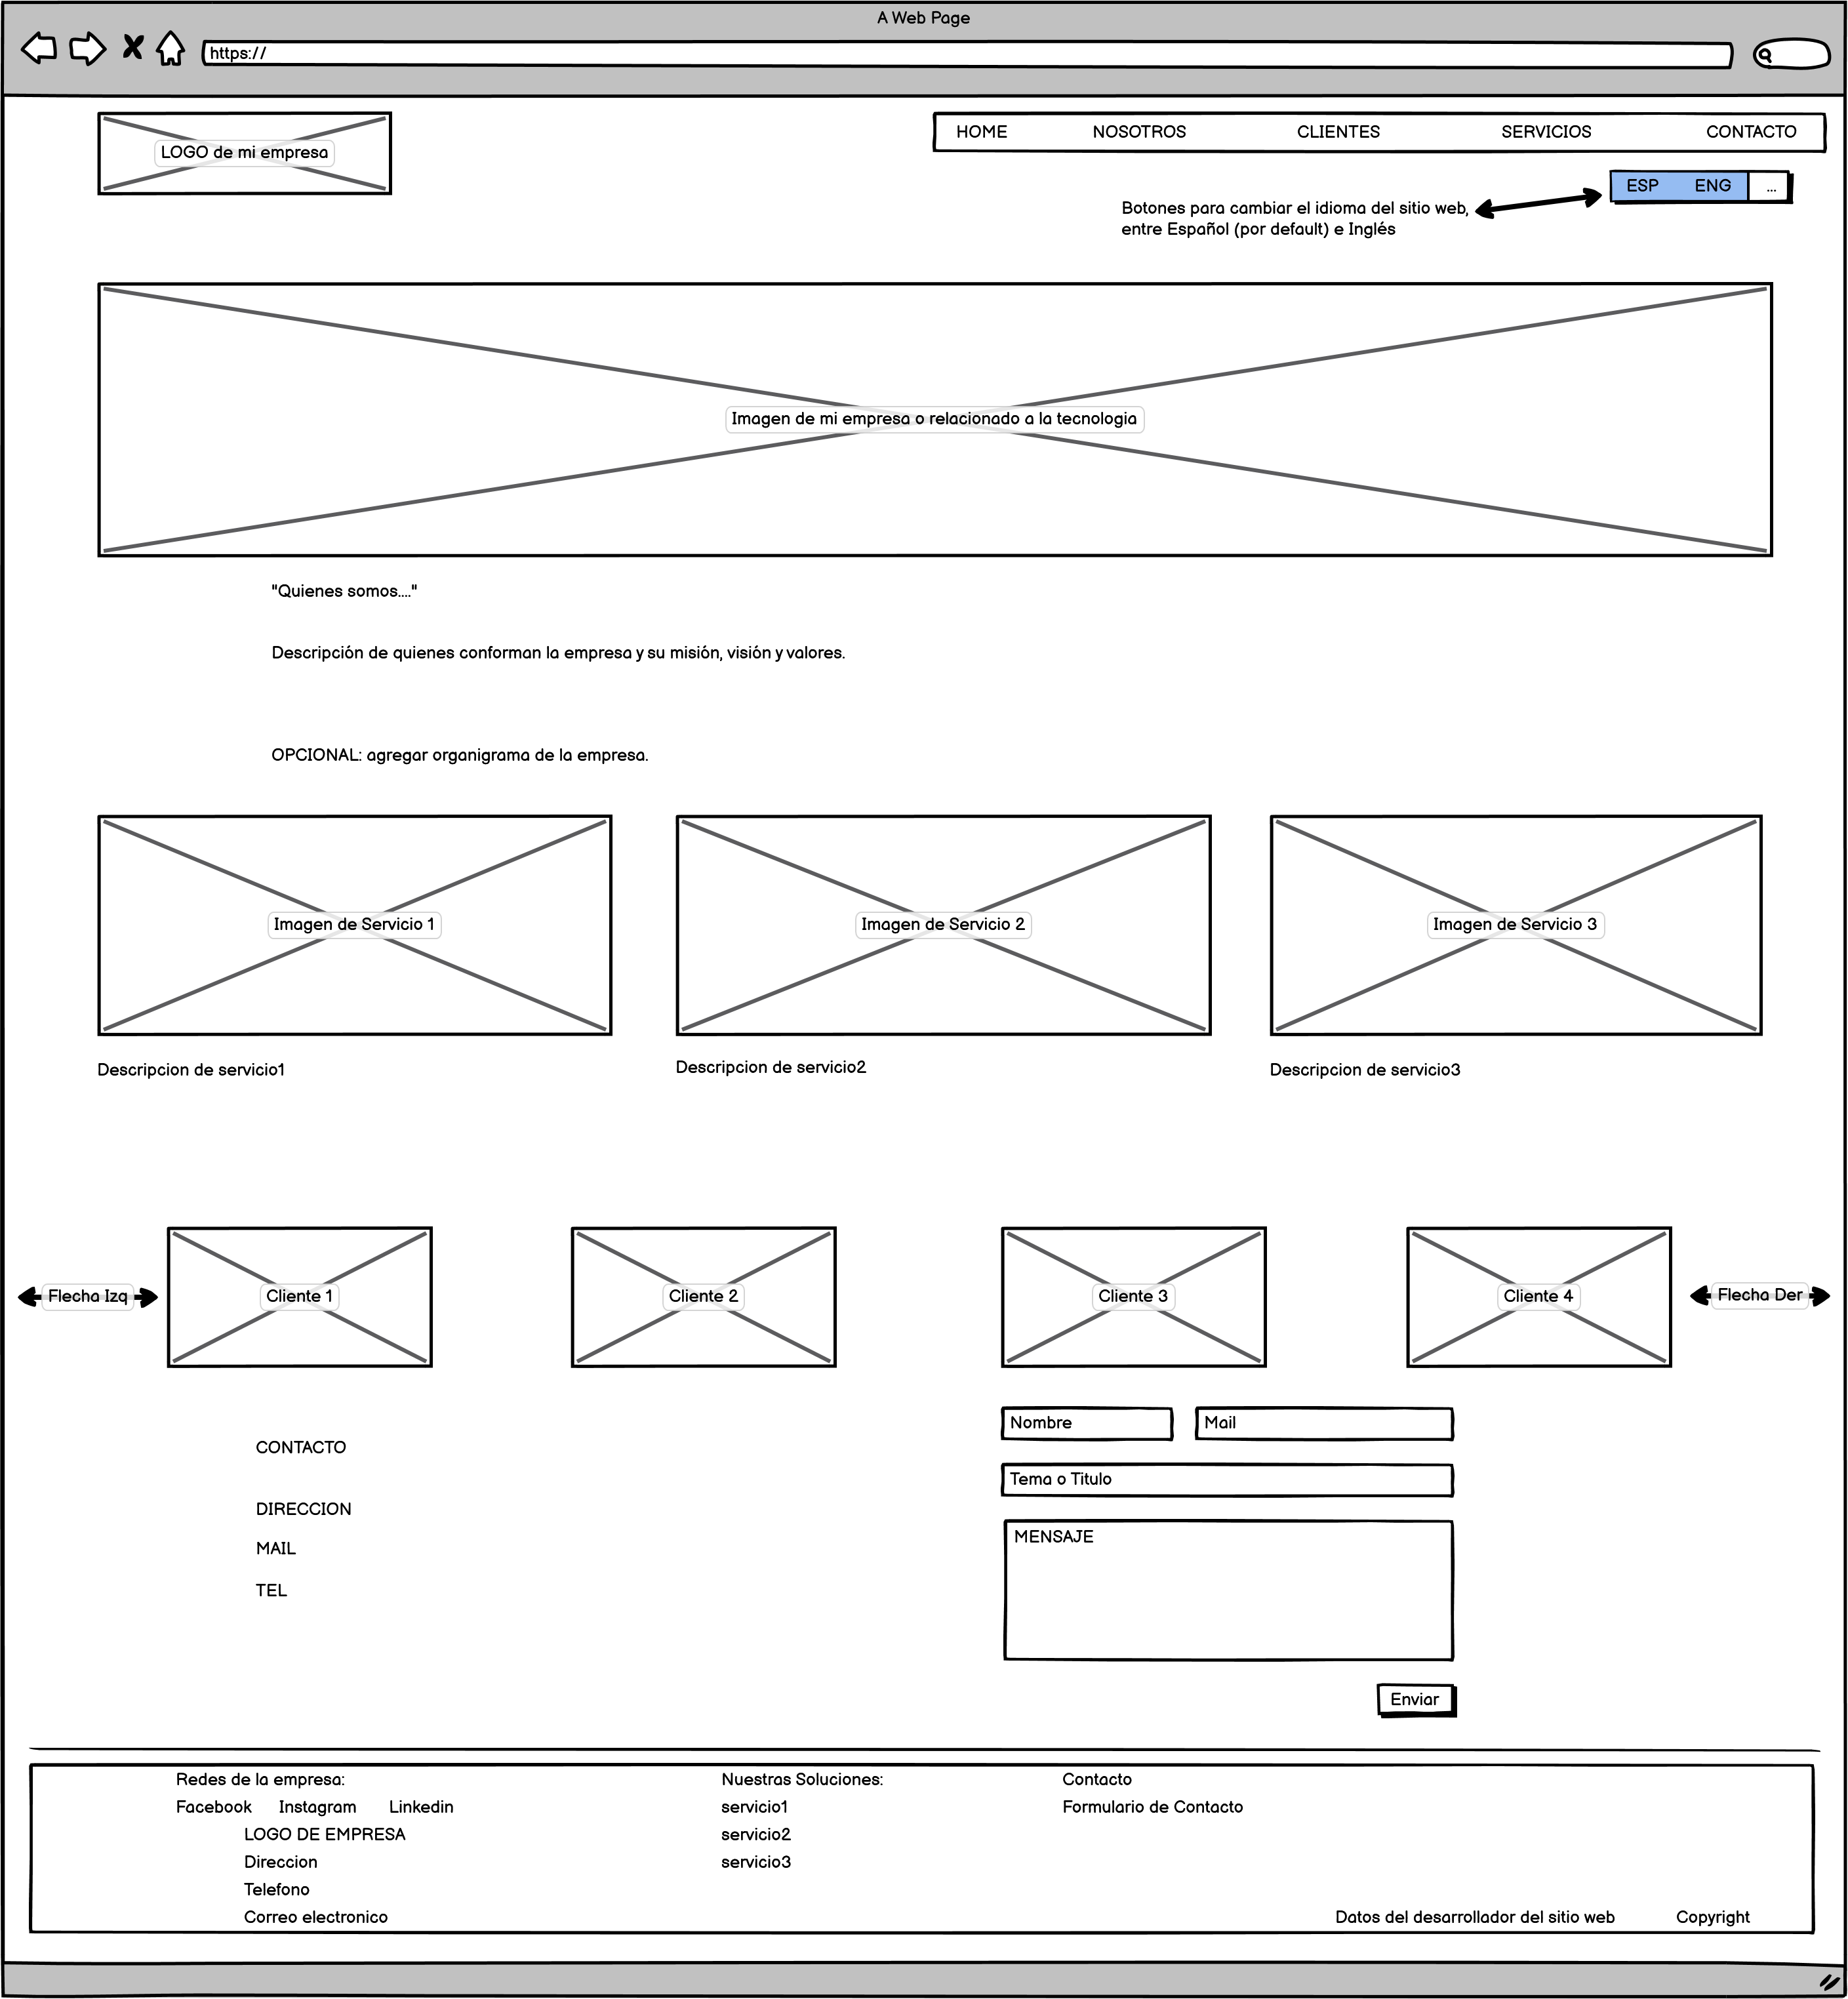 A Web Page
https://
LOGO de mi empresa
HOME NOSOTROS CLIENTES SERVICIOS CONTACTO
ESP ENG ...
Botones para cambiar el idioma del sitio web,
entre Español (por default) e Inglés
Imagen de mi empresa o relacionado a la tecnologia
"Quienes somos...."
Descripción de quienes conforman la empresa y su misión, visión y valores.
OPCIONAL: agregar organigrama de la empresa.
Imagen de Servicio 1
Imagen de Servicio 2
Imagen de Servicio 3
Descripcion de servicio1
Descripcion de servicio2
Descripcion de servicio3
Flecha Izq
Cliente 1
Cliente 2
Cliente 3
Cliente 4
Flecha Der
CONTACTO
DIRECCION
MAIL
TEL
Nombre
Mail
Tema o Titulo
MENSAJE
Enviar
Redes de la empresa:
Facebook Instagram Linkedin
LOGO DE EMPRESA
Direccion
Telefono
Correo electronico
Nuestras Soluciones:
servicio1
servicio2
servicio3
Contacto
Formulario de Contacto
Datos del desarrollador del sitio web
Copyright